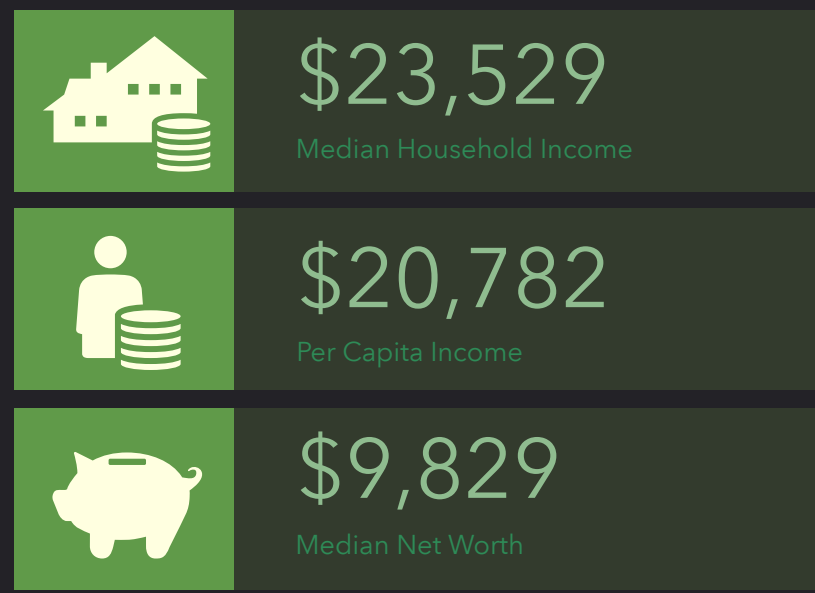 $23,529
Median Household Income
$20,782
Per Capita Income
$9,829
Median Net Worth